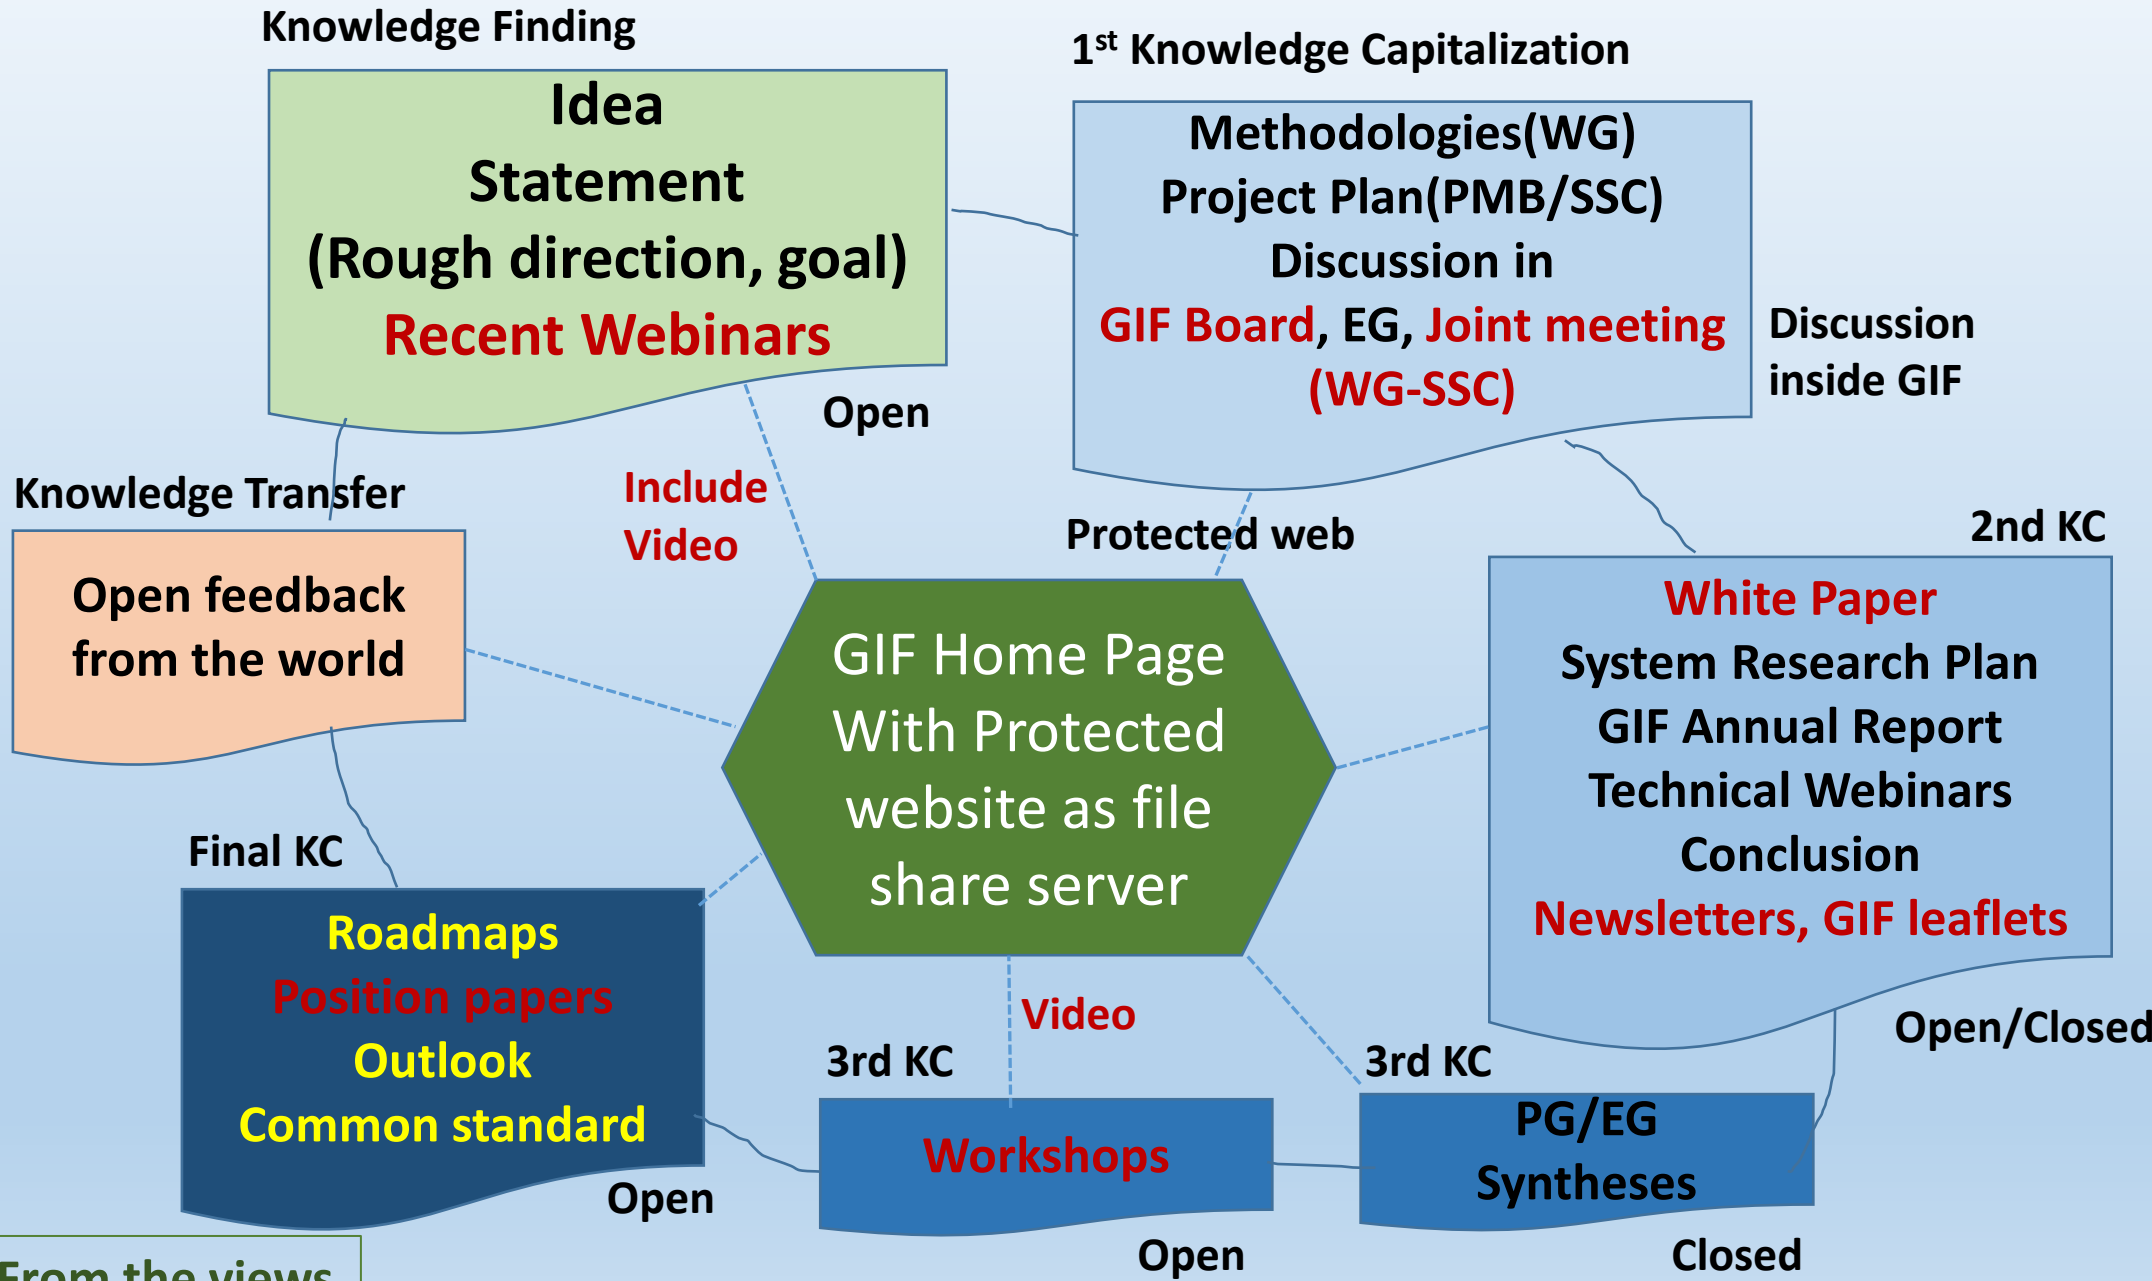 Knowledge Finding
Idea
Statement
(Rough direction, goal)
Recent Webinars
Open
1st Knowledge Capitalization
Methodologies(WG)
Project Plan(PMB/SSC)
Discussion in
GIF Board, EG, Joint meeting
(WG-SSC)
Discussion
inside GIF
Protected web
Include
Video
Knowledge Transfer
Open feedback
from the world
GIF Home Page
With Protected
website as file
share server
2nd KC
White Paper
System Research Plan
GIF Annual Report
Technical Webinars
Conclusion
Newsletters, GIF leaflets
Open/Closed
Final KC
Roadmaps
Position papers
Outlook
Common standard
Open
Video
3rd KC
Workshops
Open
3rd KC
PG/EG
Syntheses
Closed
From the views